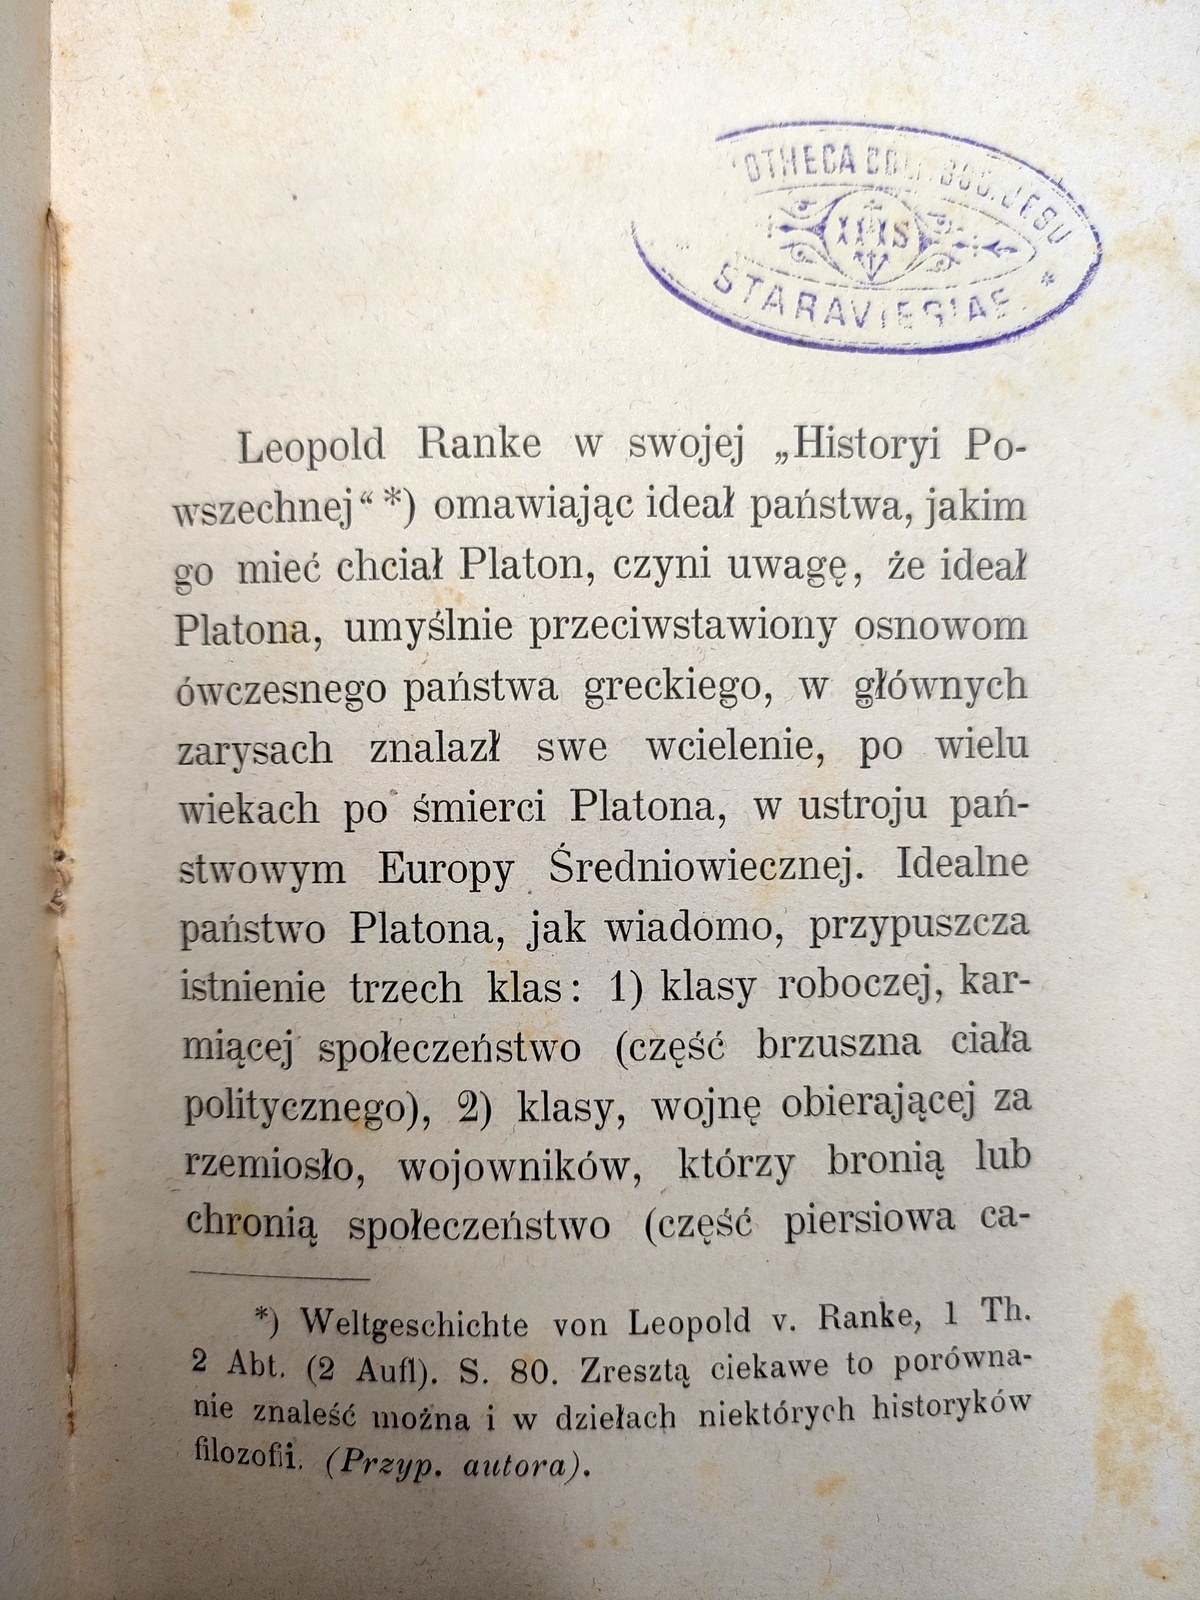 OTHECA COLL. SOC. JESU
IHS
STARAVIESIAE
Leopold Ranke w swojej „Historyi Po-
wszechnej“ *) omawiając ideał państwa, jakim
go mieć chciał Platon, czyni uwagę, że ideał
Platona, umyślnie przeciwstawiony osnowom
ówczesnego państwa greckiego, w głównych
zarysach znalazł swe wcielenie, po wielu
wiekach po śmierci Platona, w ustroju pań-
stwowym Europy Średniowiecznej. Idealne
państwo Platona, jak wiadomo, przypuszcza
istnienie trzech klas: 1) klasy roboczej, kar-
miącej społeczeństwo (część brzuszna ciała
politycznego), 2) klasy, wojnę obierającej za
rzemiosło, wojowników, którzy bronią lub
chronią społeczeństwo (część piersiowa ca-
*) Weltgeschichte von Leopold v. Ranke, 1 Th.
2 Abt. (2 Aufl). S. 80. Zresztą ciekawe to porówna-
nie znaleść można i w dziełach niektórych historyków
filozofii. (Przyp. autora).